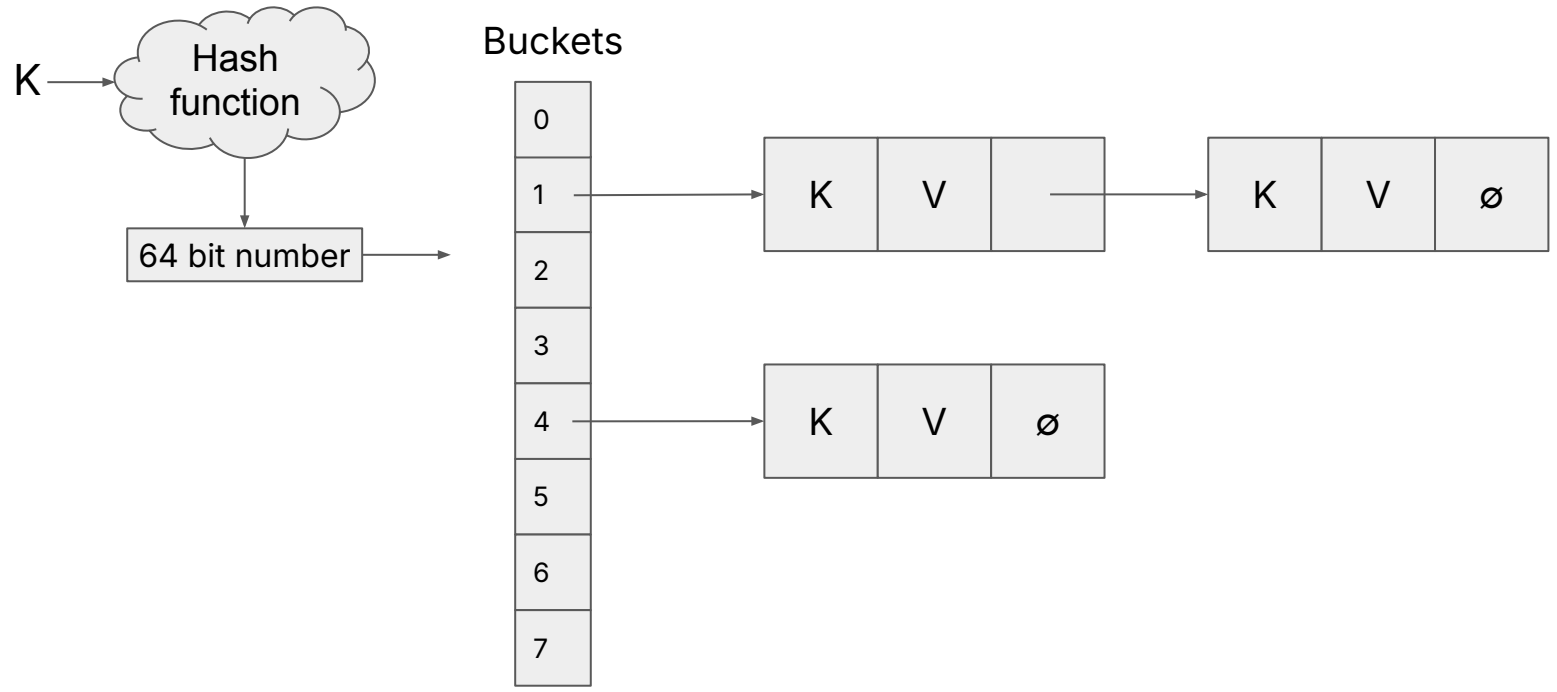 K
Hash
function
64 bit number
Buckets
0
1
2
3
4
5
6
7
K V
K V ø
K V ø